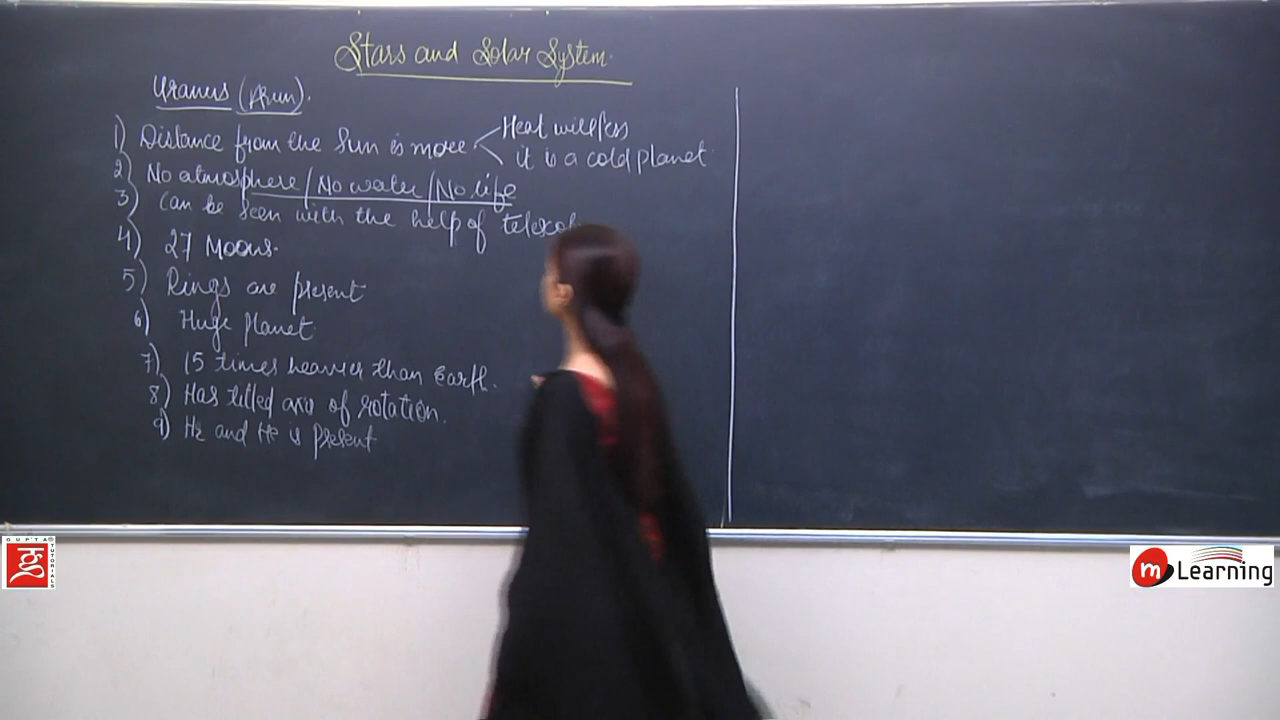 Stars and Solar System.
Uranus (Arun).
1) Distance from the Sun is more
Heat will less
it is a cold planet
2) No atmosphere / No water / No life
3) Can be seen with the help of
4) 27 Moons.
5) Rings are present
6) Huge planet
7) 15 times heavier than Earth.
8) Has tilted axis of rotation.
9) H2 and He is present
GUPTA TUTORIALS
m Learning